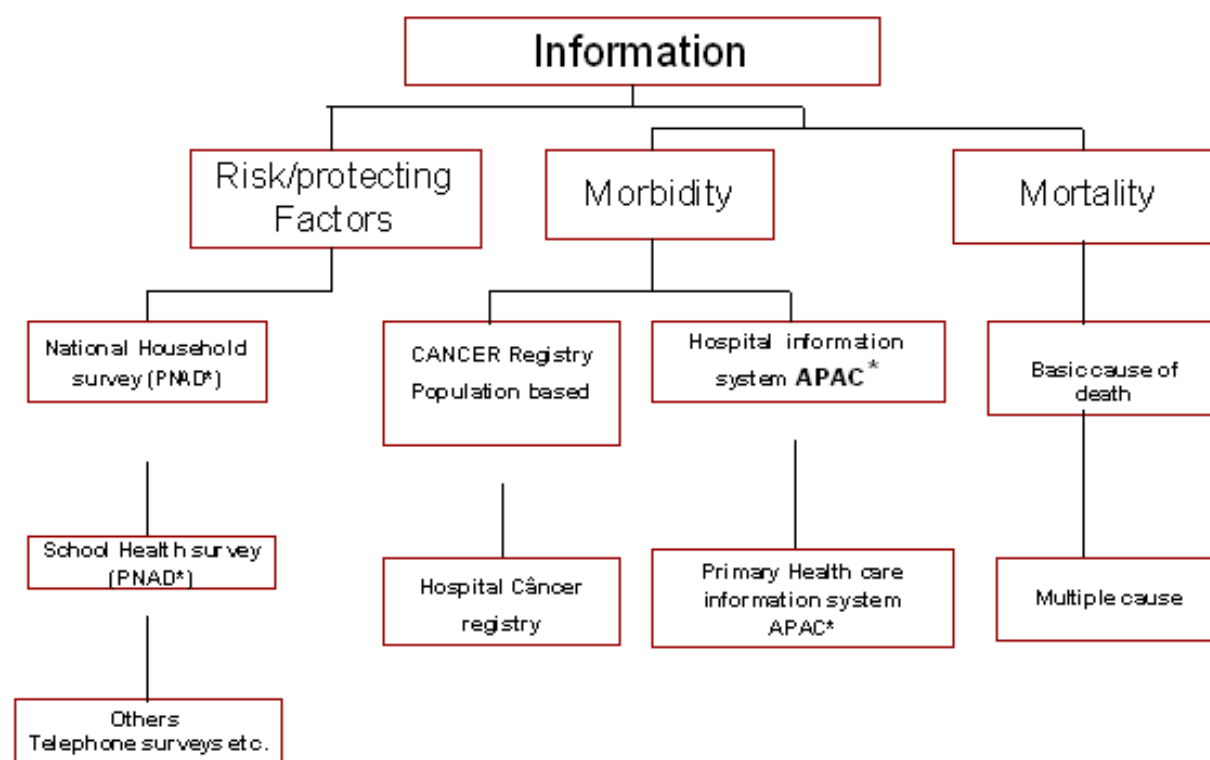 Information
Risk/protecting
Factors
Morbidity
Mortality
National Household
survey (PNAD*)
CANCER Registry
Population based
Hospital information
system APAC*
Basic cause of
death
School Health survey
(PNAD*)
Hospital Câncer
registry
Primary Health care
information system
APAC*
Multiple cause
Others
Telephone surveys etc.